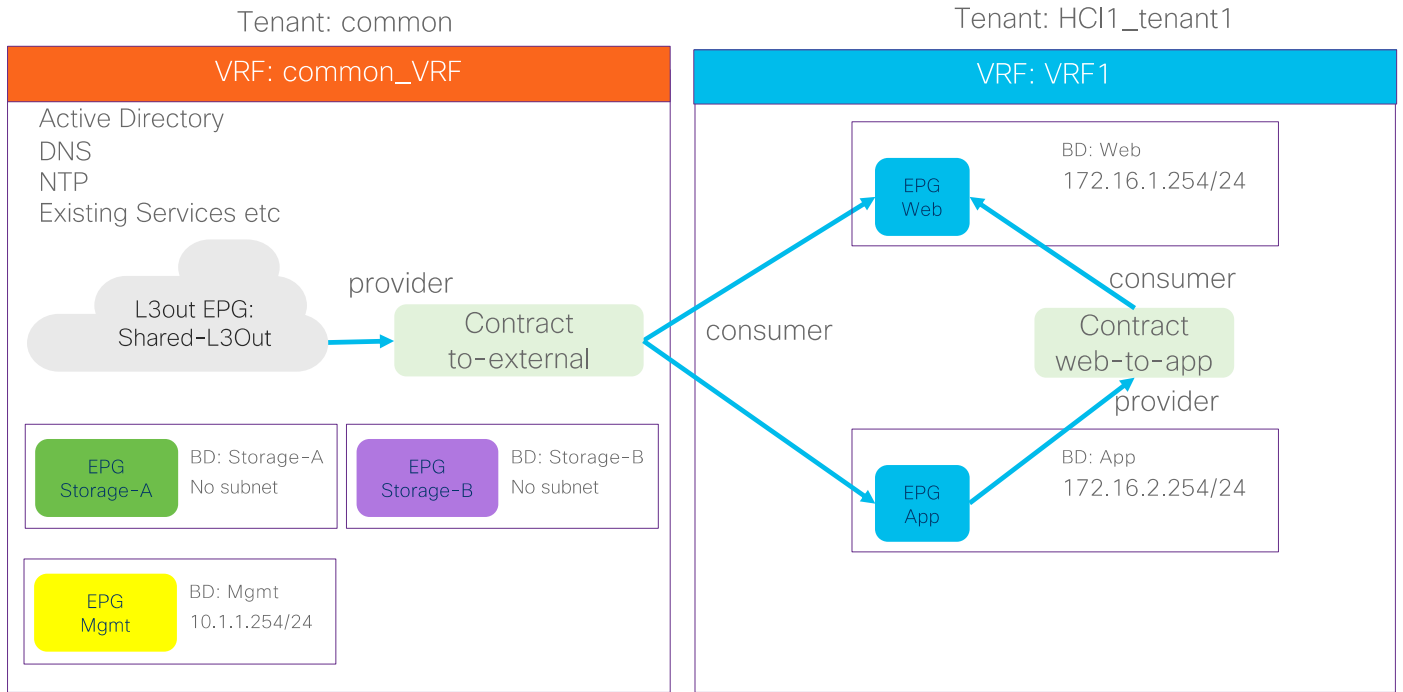 Tenant: common
VRF: common_VRF
Active Directory
DNS
NTP
Existing Services etc
L3out EPG:
Shared-L3Out
provider
Contract
to-external
consumer
EPG
Storage-A
BD: Storage-A
No subnet
EPG
Storage-B
BD: Storage-B
No subnet
EPG
Mgmt
BD: Mgmt
10.1.1.254/24
Tenant: HCI1_tenant1
VRF: VRF1
EPG
Web
BD: Web
172.16.1.254/24
consumer
Contract
web-to-app
provider
EPG
App
BD: App
172.16.2.254/24